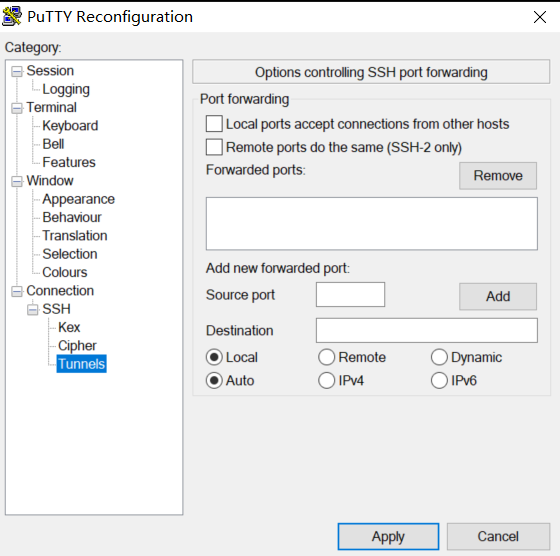 PuTTY Reconfiguration
Category:
Session
Logging
Terminal
Keyboard
Bell
Features
Window
Appearance
Behaviour
Translation
Selection
Colours
Connection
SSH
Kex
Cipher
Tunnels
Options controlling SSH port forwarding
Port forwarding
Local ports accept connections from other hosts
Remote ports do the same (SSH-2 only)
Forwarded ports:
Remove
Add new forwarded port:
Source port
Add
Destination
Local Remote Dynamic
Auto IPv4 IPv6
Apply Cancel